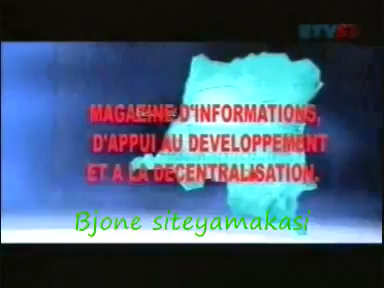 MAGAZINE D'INFORMATIONS,
D'APPUI AU DEVELOPPEMENT
ET A LA DECENTRALISATION.
Bjone siteyamakasi